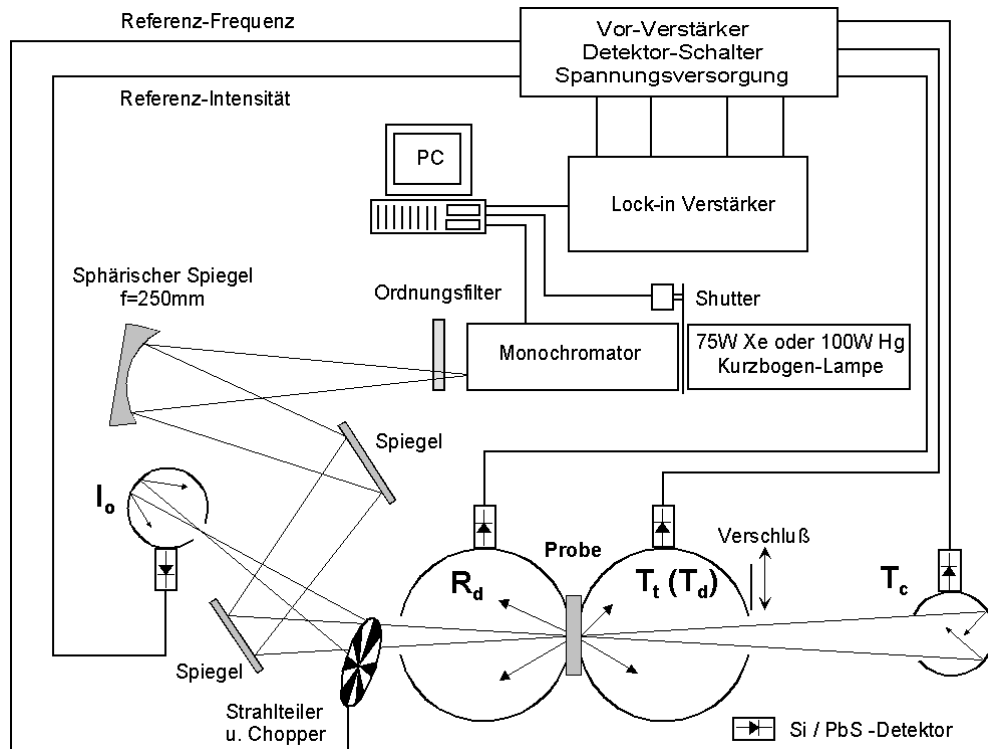 Referenz-Frequenz
Vor-Verstärker
Detektor-Schalter
Spannungsversorgung
Referenz-Intensität
PC
Lock-in Verstärker
Sphärischer Spiegel
f=250mm
Ordnungsfilter
Shutter
Monochromator
75W Xe oder 100W Hg
Kurzbogen-Lampe
Spiegel
Io
Probe
Verschluß
Rd
Tt (Td)
Tc
Spiegel
Strahlteiler
u. Chopper
Si / PbS -Detektor